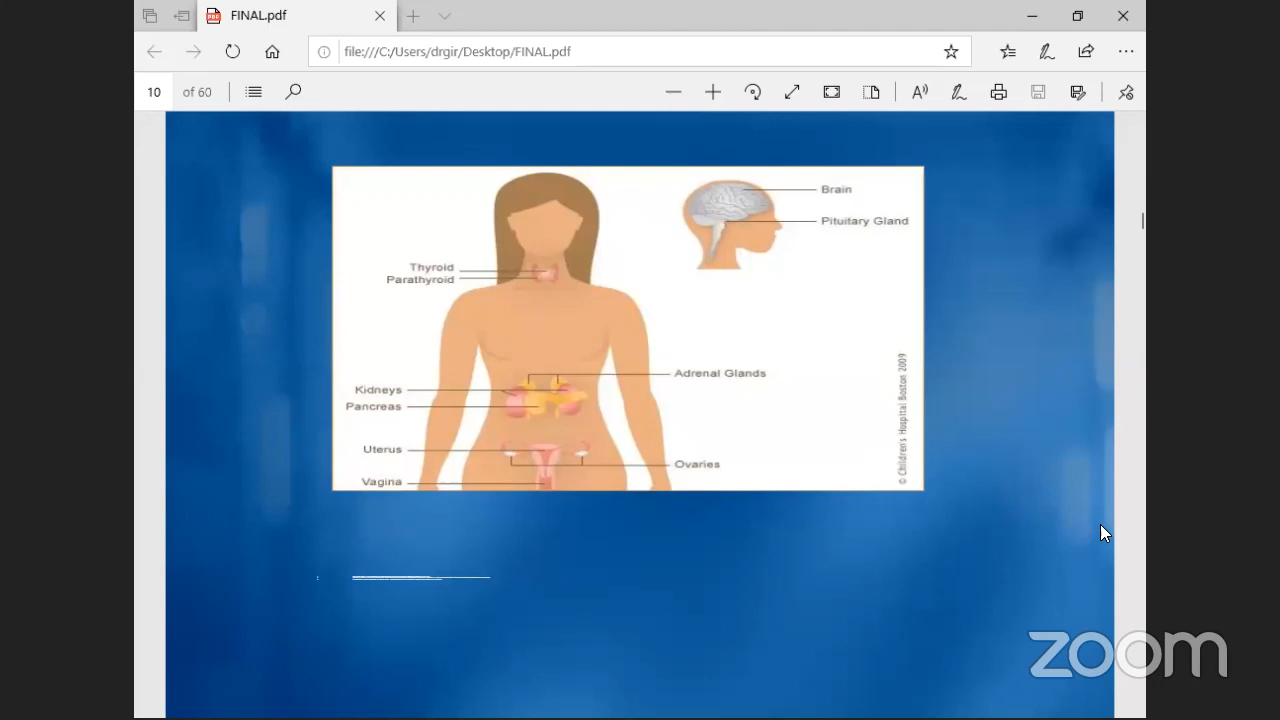 FINAL.pdf
file:///C:/Users/drgir/Desktop/FINAL.pdf
10 of 60
Brain
Pituitary Gland
Thyroid
Parathyroid
Adrenal Glands
Kidneys
Pancreas
Uterus
Ovaries
Vagina
© Children's Hospital Boston 2009
zoom